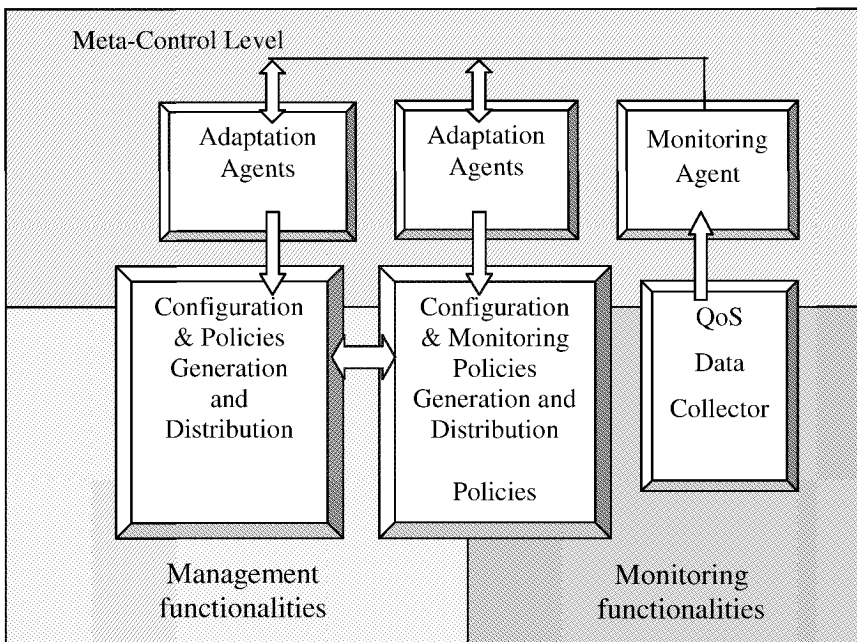 Meta-Control Level
Adaptation
Agents
Adaptation
Agents
Monitoring
Agent
Configuration
& Policies
Generation
and
Distribution
Configuration
& Monitoring
Policies
Generation and
Distribution
Policies
QoS
Data
Collector
Management
functionalities
Monitoring
functionalities